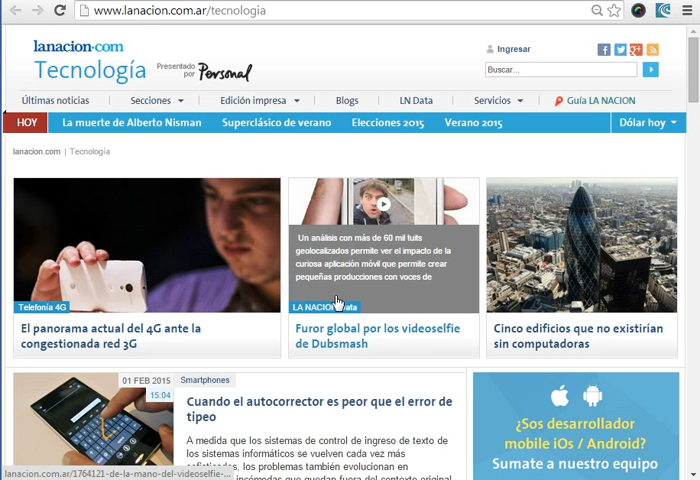 www.lanacion.com.ar/tecnologia
lanacion.com
Tecnología
Presentado por Personal
Ingresar
Buscar...
Últimas noticias
Secciones
Edición impresa
Blogs
LN Data
Servicios
Guía LA NACION
HOY
La muerte de Alberto Nisman
Superclásico de verano
Elecciones 2015
Verano 2015
Dólar hoy
lanacion.com | Tecnología
Telefonía 4G
El panorama actual del 4G ante la
congestionada red 3G
Un análisis con más de 60 mil tuits
geolocalizados permite ver el impacto de la
curiosa aplicación móvil que permite crear
pequeñas producciones con voces de
LA NACION
Furor global por los videoselfie
de Dubsmash
Cinco edificios que no existirían
sin computadoras
01 FEB 2015
15:04
Smartphones
Cuando el autocorrector es peor que el error de
tipeo
A medida que los sistemas de control de ingreso de texto de
los sistemas informáticos se vuelven cada vez más
los problemas también evolucionan en
incómodas que quedan fuera del contexto original
¿Sos desarrollador
mobile iOs / Android?
Sumate a nuestro equipo
lanacion.com.ar/1764121-de-la-mano-del-videoselfie-...